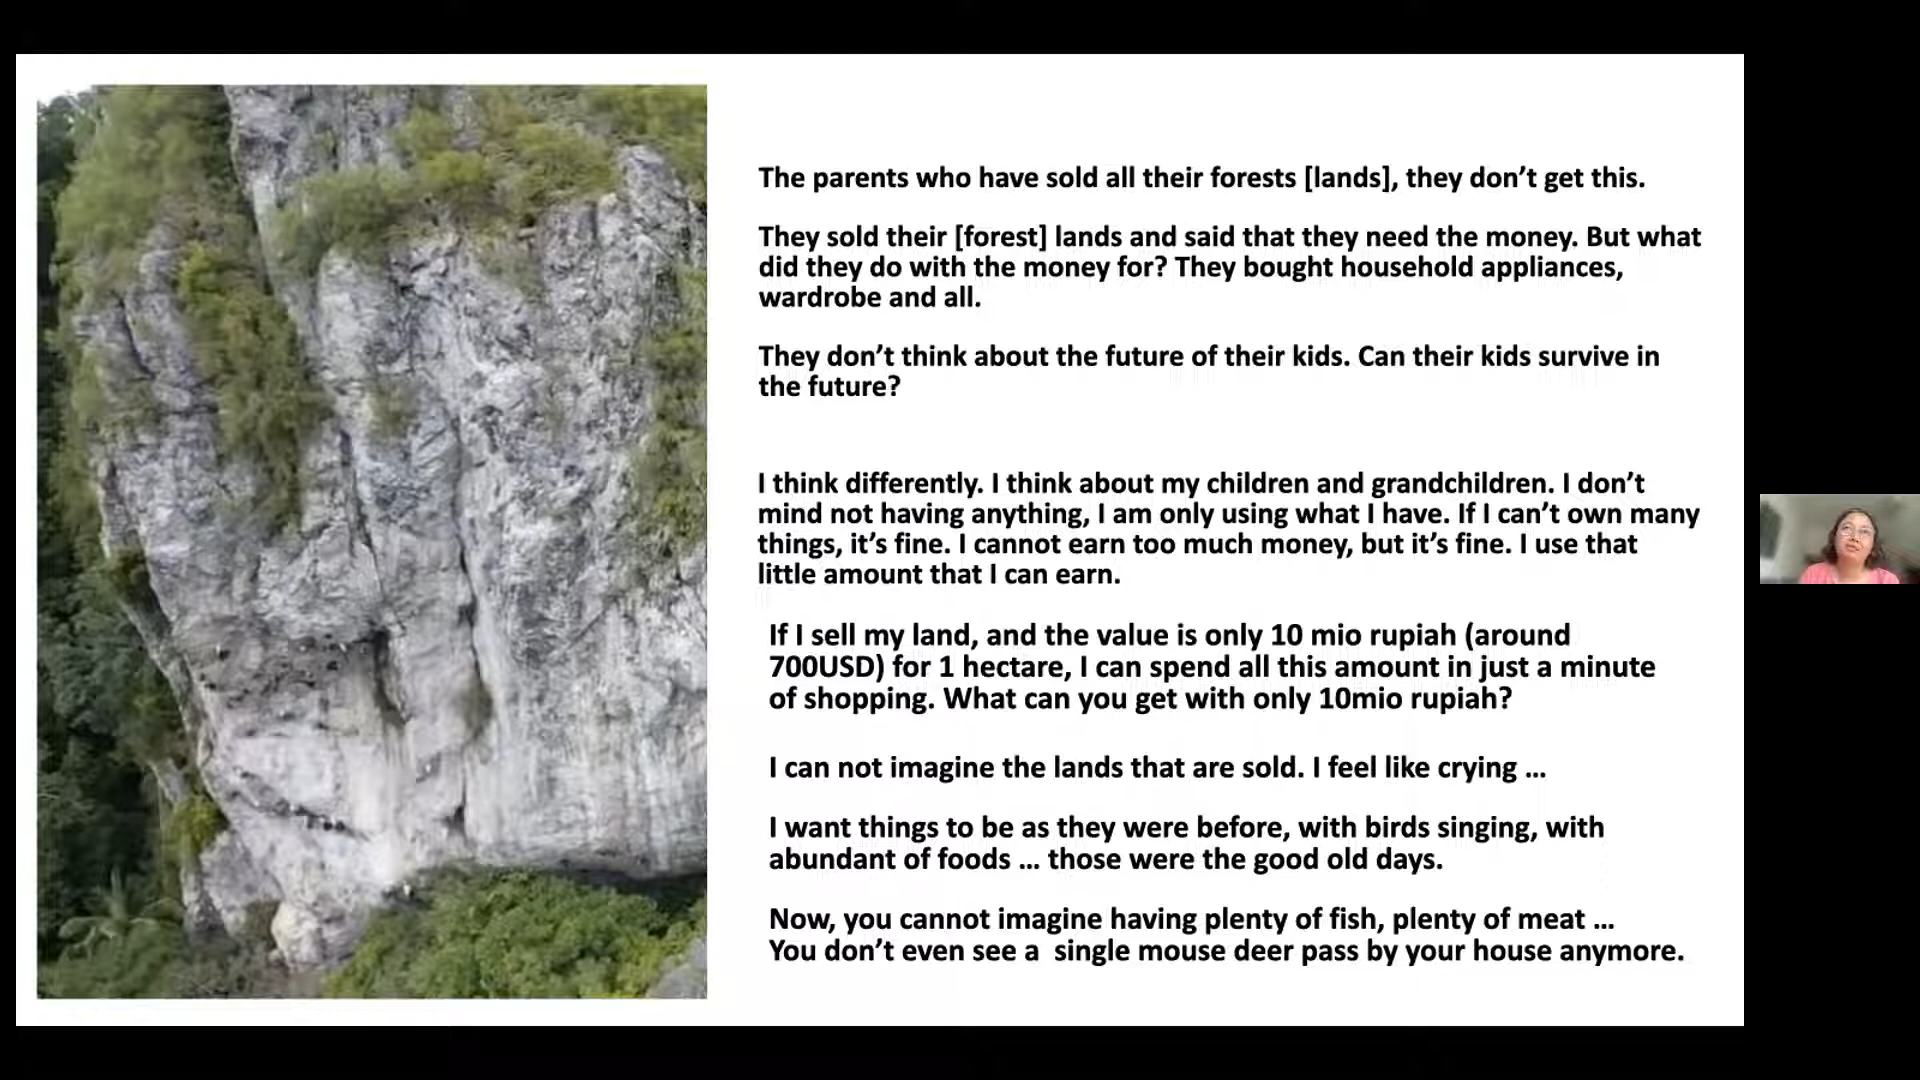 The parents who have sold all their forests [lands], they don’t get this.
They sold their [forest] lands and said that they need the money. But what
did they do with the money for? They bought household appliances,
wardrobe and all.
They don’t think about the future of their kids. Can their kids survive in
the future?
I think differently. I think about my children and grandchildren. I don’t
mind not having anything, I am only using what I have. If I can’t own many
things, it’s fine. I cannot earn too much money, but it’s fine. I use that
little amount that I can earn.
If I sell my land, and the value is only 10 mio rupiah (around
700USD) for 1 hectare, I can spend all this amount in just a minute
of shopping. What can you get with only 10mio rupiah?
I can not imagine the lands that are sold. I feel like crying …
I want things to be as they were before, with birds singing, with
abundant of foods … those were the good old days.
Now, you cannot imagine having plenty of fish, plenty of meat …
You don’t even see a  single mouse deer pass by your house anymore.